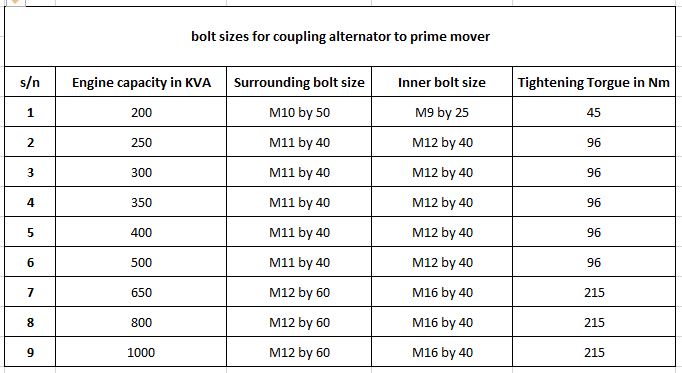 bolt sizes for coupling alternator to prime mover
s/n Engine capacity in KVA Surrounding bolt size Inner bolt size Tightening Torgue in Nm
1 200 M10 by 50 M9 by 25 45
2 250 M11 by 40 M12 by 40 96
3 300 M11 by 40 M12 by 40 96
4 350 M11 by 40 M12 by 40 96
5 400 M11 by 40 M12 by 40 96
6 500 M11 by 40 M12 by 40 96
7 650 M12 by 60 M16 by 40 215
8 800 M12 by 60 M16 by 40 215
9 1000 M12 by 60 M16 by 40 215